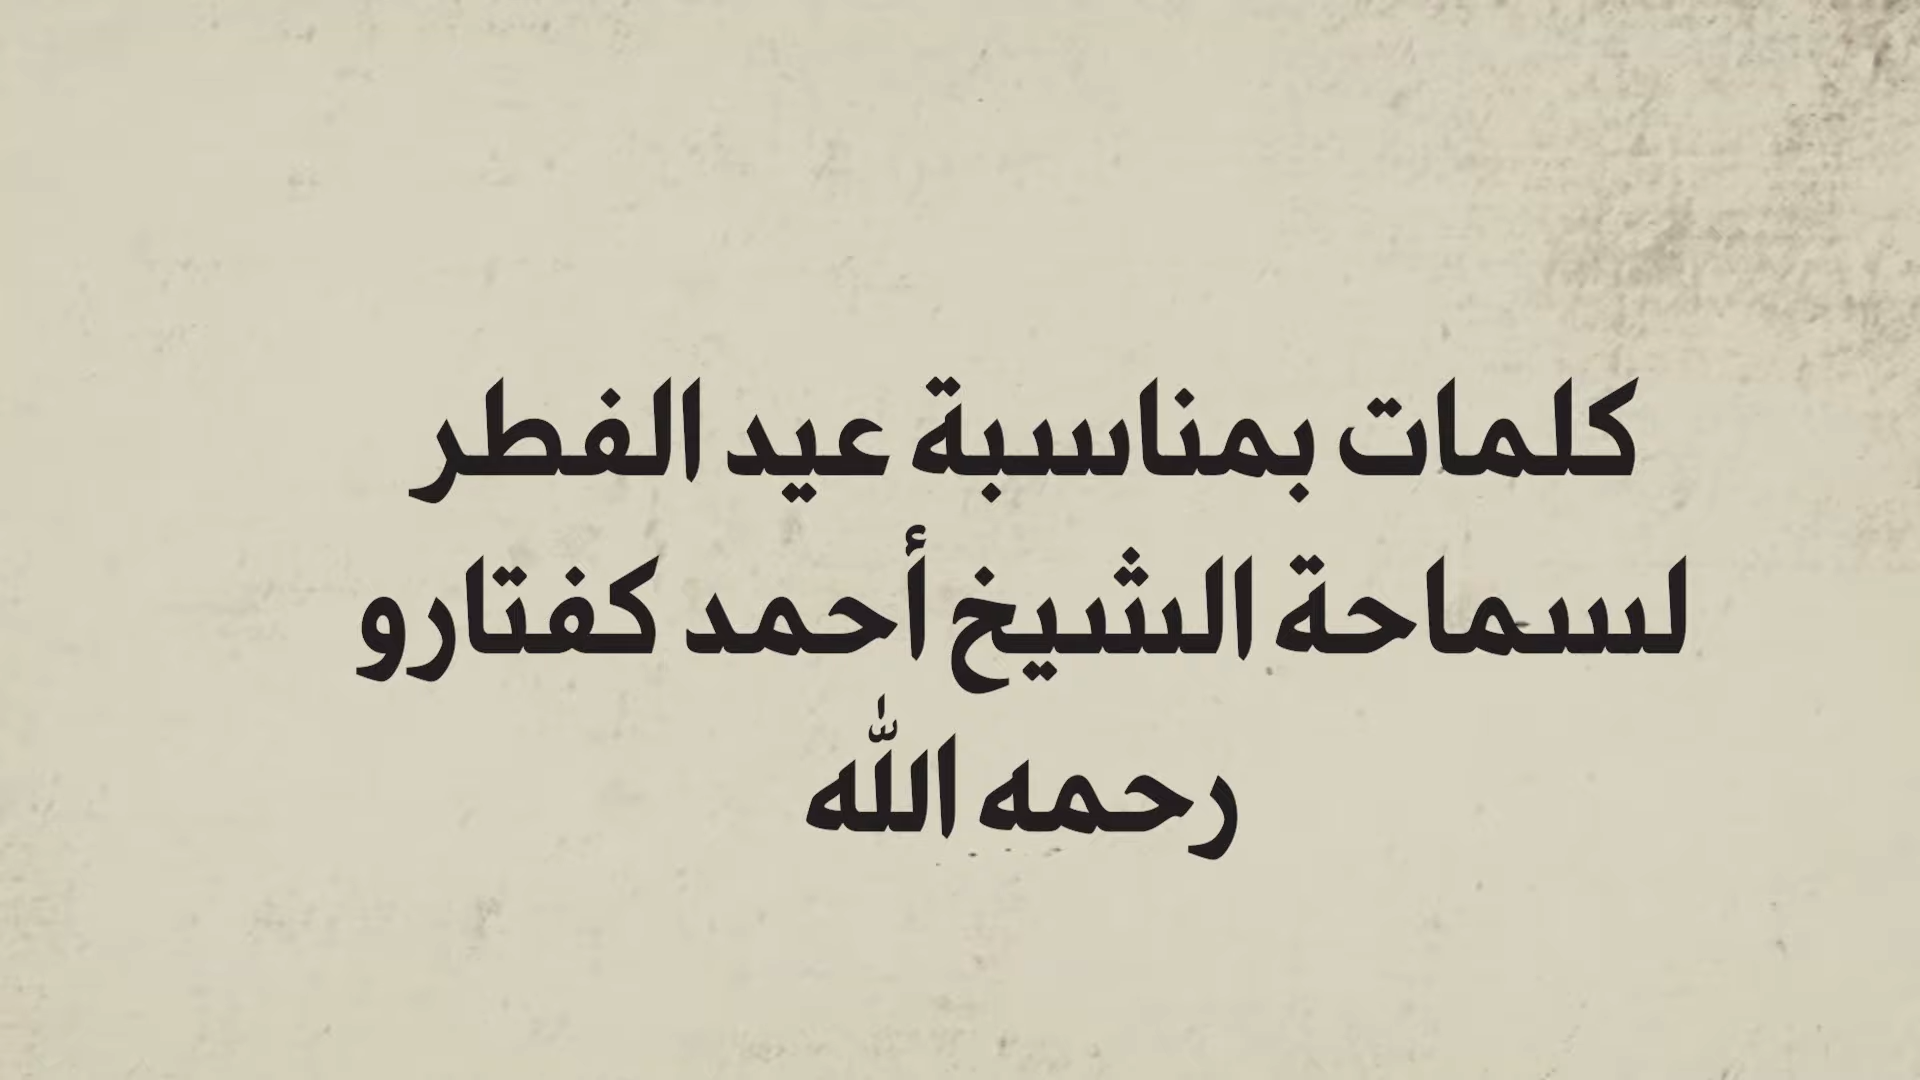 كلمات بمناسبة عيد الفطر
لسماحة الشيخ أحمد كفتارو
رحمه الله